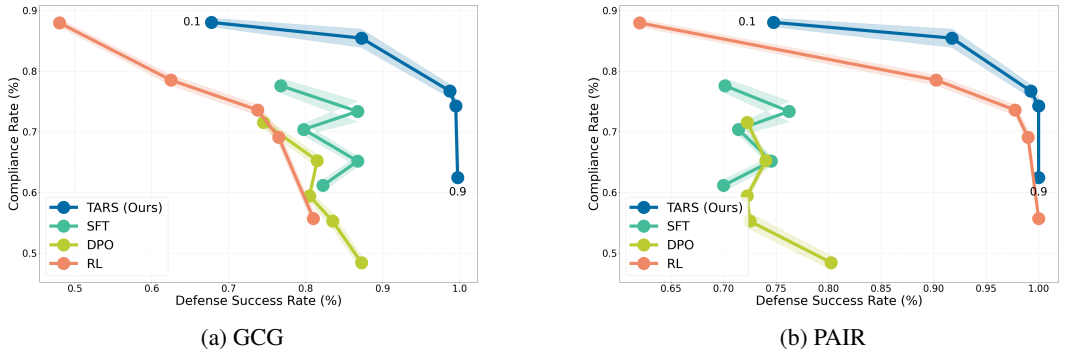 0.9
0.8
0.7
0.6
0.5
Compliance Rate (%)
0.1
0.9
TARS (Ours)
SFT
DPO
RL
0.5
0.6
0.7
0.8
0.9
1.0
Defense Success Rate (%)
(a) GCG
0.9
0.8
0.7
0.6
0.5
Compliance Rate (%)
0.1
0.9
TARS (Ours)
SFT
DPO
RL
0.65
0.70
0.75
0.80
0.85
0.90
0.95
1.00
Defense Success Rate (%)
(b) PAIR